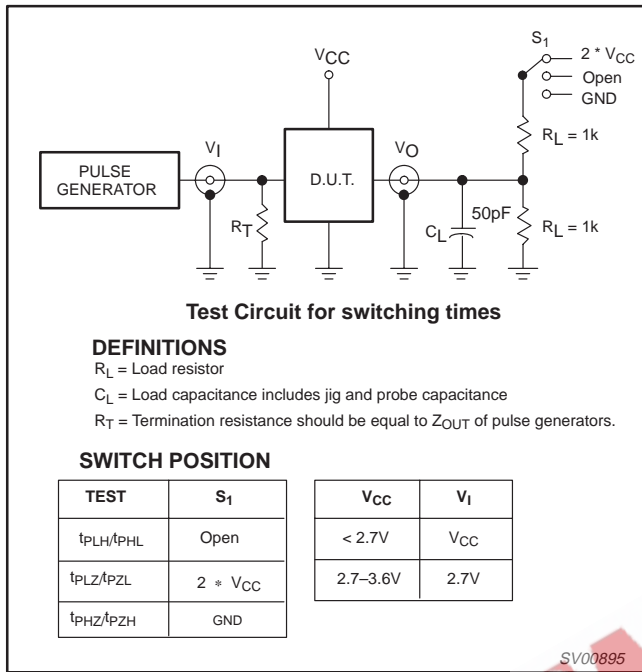 S1
2 * VCC
Open
GND
VCC
RL = 1k
VI
VO
PULSE
GENERATOR
D.U.T.
RT
50pF
CL
RL = 1k
Test Circuit for switching times
DEFINITIONS
RL = Load resistor
CL = Load capacitance includes jig and probe capacitance
RT = Termination resistance should be equal to ZOUT of pulse generators.
SWITCH POSITION
TEST S1
tPLH/tPHL Open
tPLZ/tPZL 2 * VCC
tPHZ/tPZH GND
VCC VI
< 2.7V VCC
2.7–3.6V 2.7V
SV00895